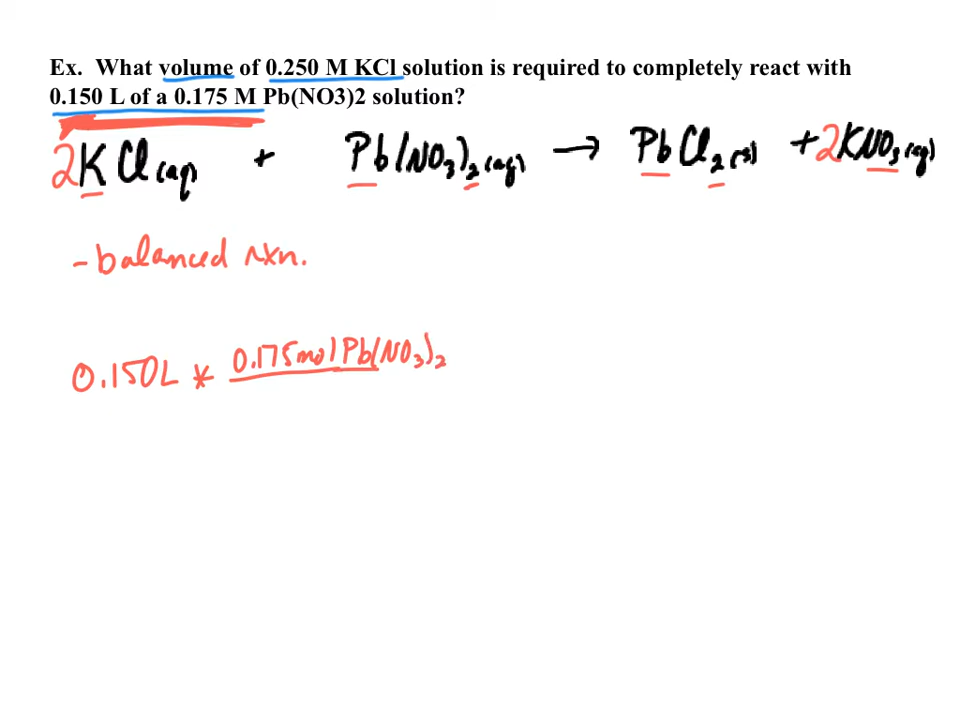 Ex. What volume of 0.250 M KCl solution is required to completely react with
0.150 L of a 0.175 M Pb(NO3)2 solution?
2KCl(aq) + Pb(NO₃)₂(aq) → PbCl₂(s) + 2KNO₃(aq)
- balanced rxn.
0.150L * 0.175mol Pb(NO₃)₂